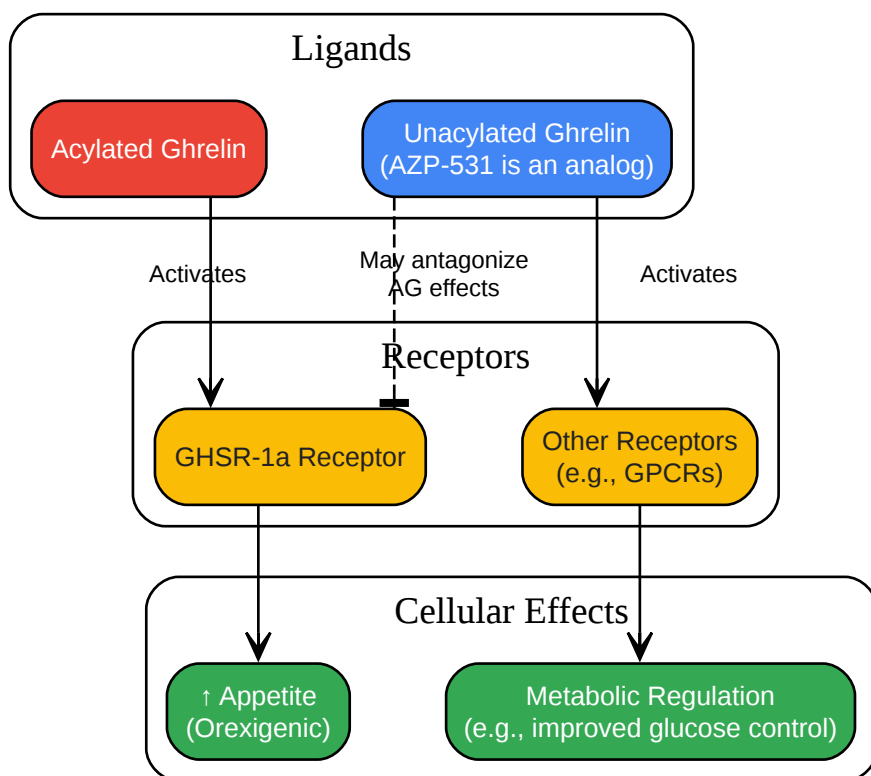 Ligands
Acylated Ghrelin
Unacylated Ghrelin
(AZP-531 is an analog)
Activates
May antagonize
AG effects
Activates
Receptors
GHSR-1a Receptor
Other Receptors
(e.g., GPCRs)
Cellular Effects
↑ Appetite
(Orexigenic)
Metabolic Regulation
(e.g., improved glucose control)